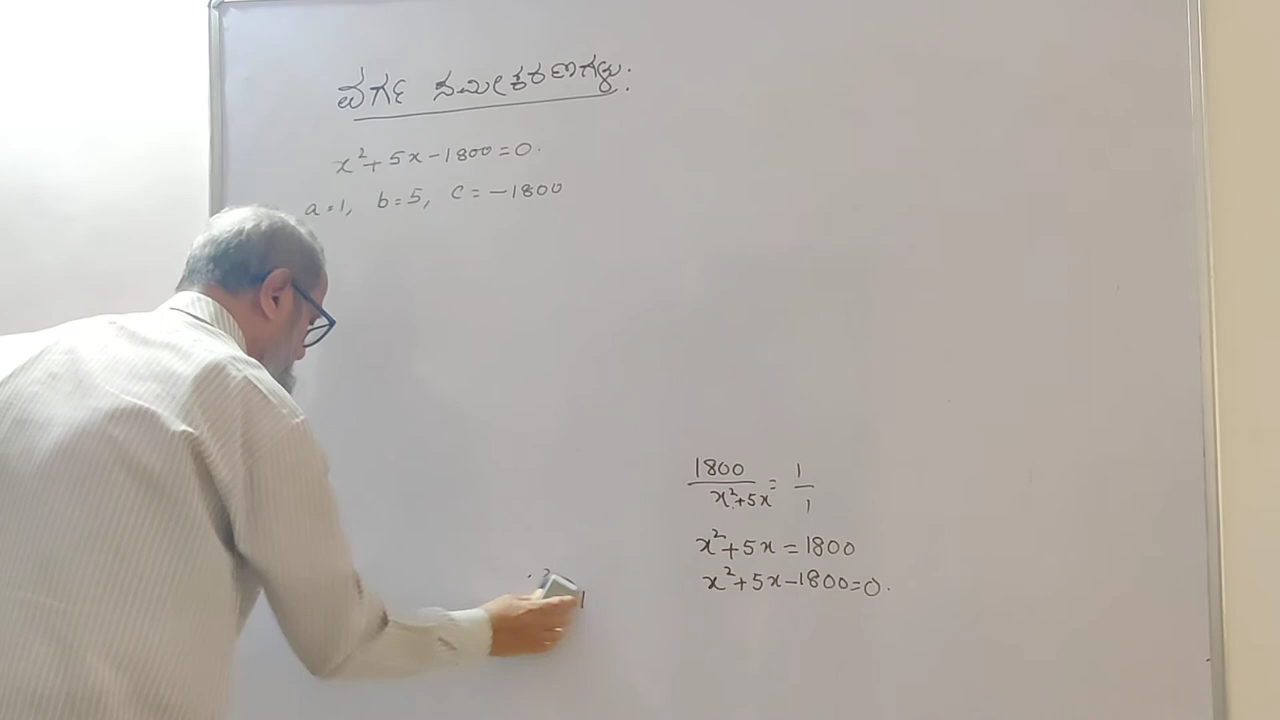 ವರ್ಗ ಸಮೀಕರಣಗಳು.
x²+5x-1800=0.
a=1, b=5, c=-1800
1800/x²+5x = 1/1
x²+5x=1800
x²+5x-1800=0.